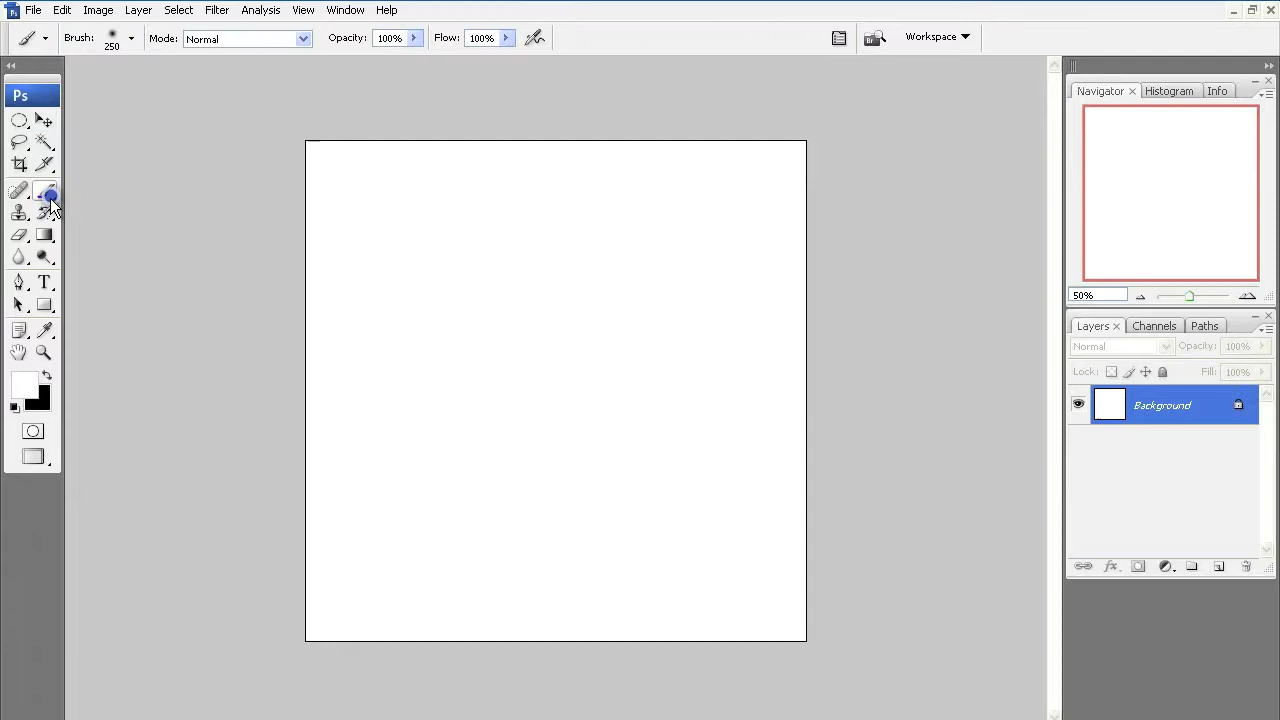 File Edit Image Layer Select Filter Analysis View Window Help
Brush: 250 Mode: Normal Opacity: 100% Flow: 100% Workspace
Ps
Navigator Histogram Info
50%
Layers Channels Paths
Normal Opacity: 100%
Lock: Fill: 100%
Background
T